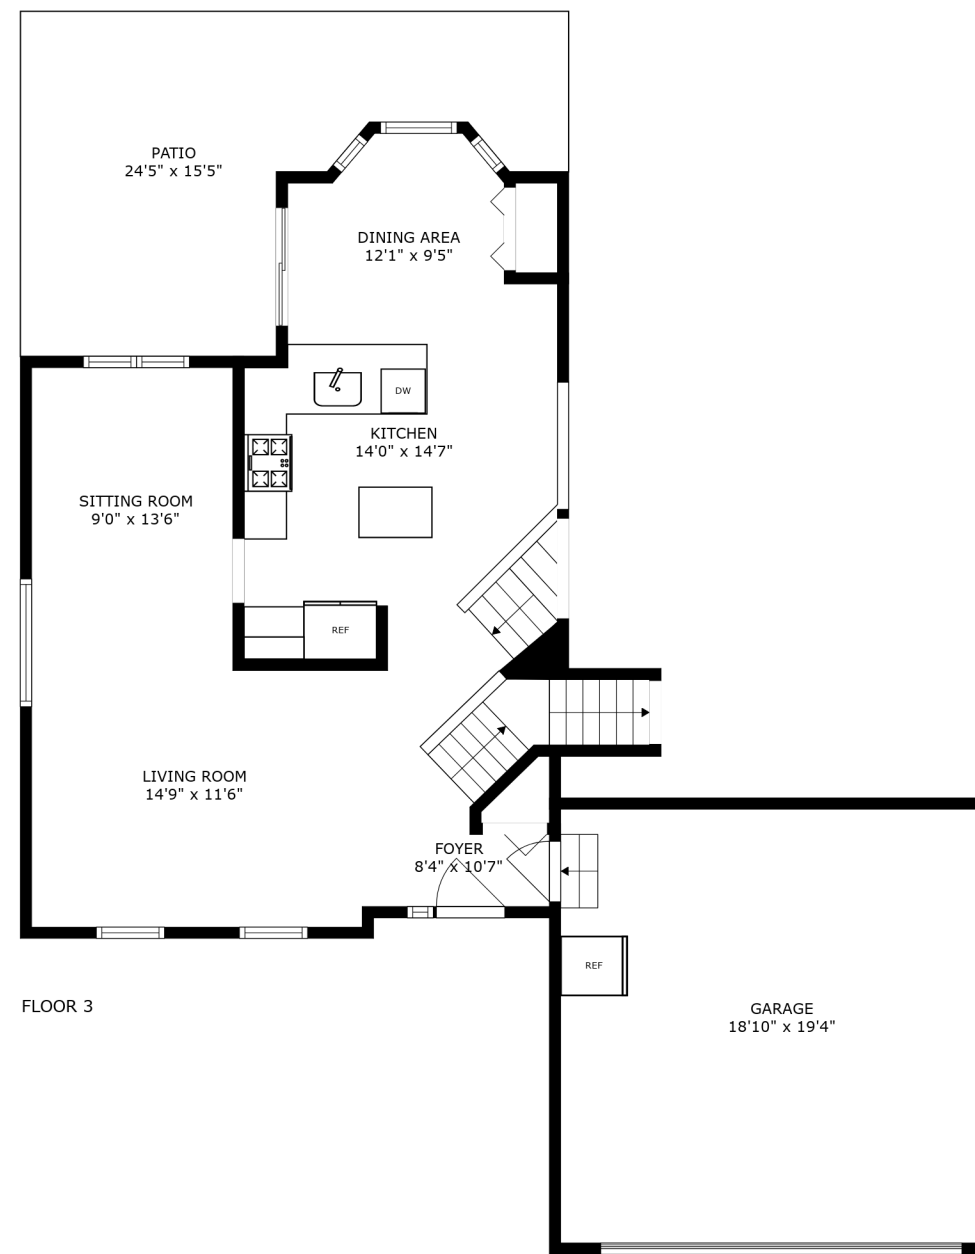 PATIO
24'5" x 15'5"
DINING AREA
12'1" x 9'5"
DW
KITCHEN
14'0" x 14'7"
SITTING ROOM
9'0" x 13'6"
REF
LIVING ROOM
14'9" x 11'6"
FOYER
8'4" x 10'7"
REF
FLOOR 3
GARAGE
18'10" x 19'4"